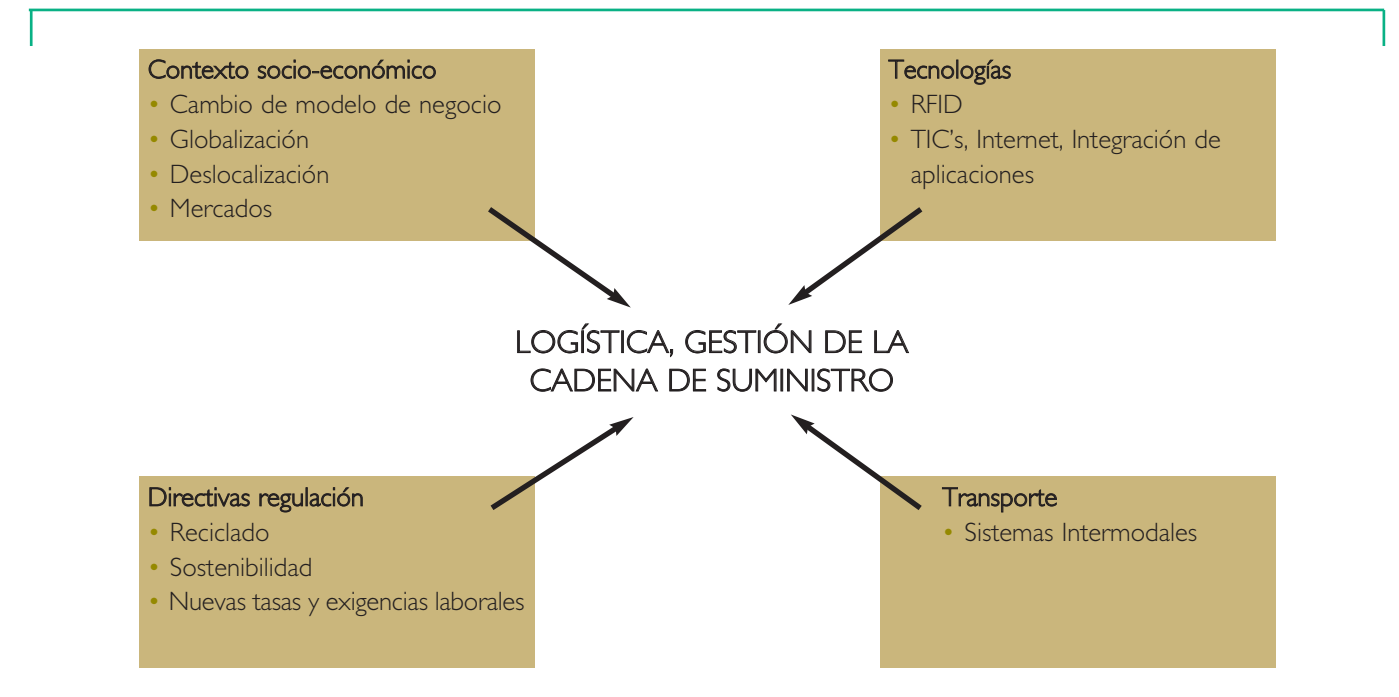 Contexto socio-económico
• Cambio de modelo de negocio
• Globalización
• Deslocalización
• Mercados
Tecnologías
• RFID
• TIC's, Internet, Integración de
aplicaciones
LOGÍSTICA, GESTIÓN DE LA
CADENA DE SUMINISTRO
Directivas regulación
• Reciclado
• Sostenibilidad
• Nuevas tasas y exigencias laborales
Transporte
• Sistemas Intermodales